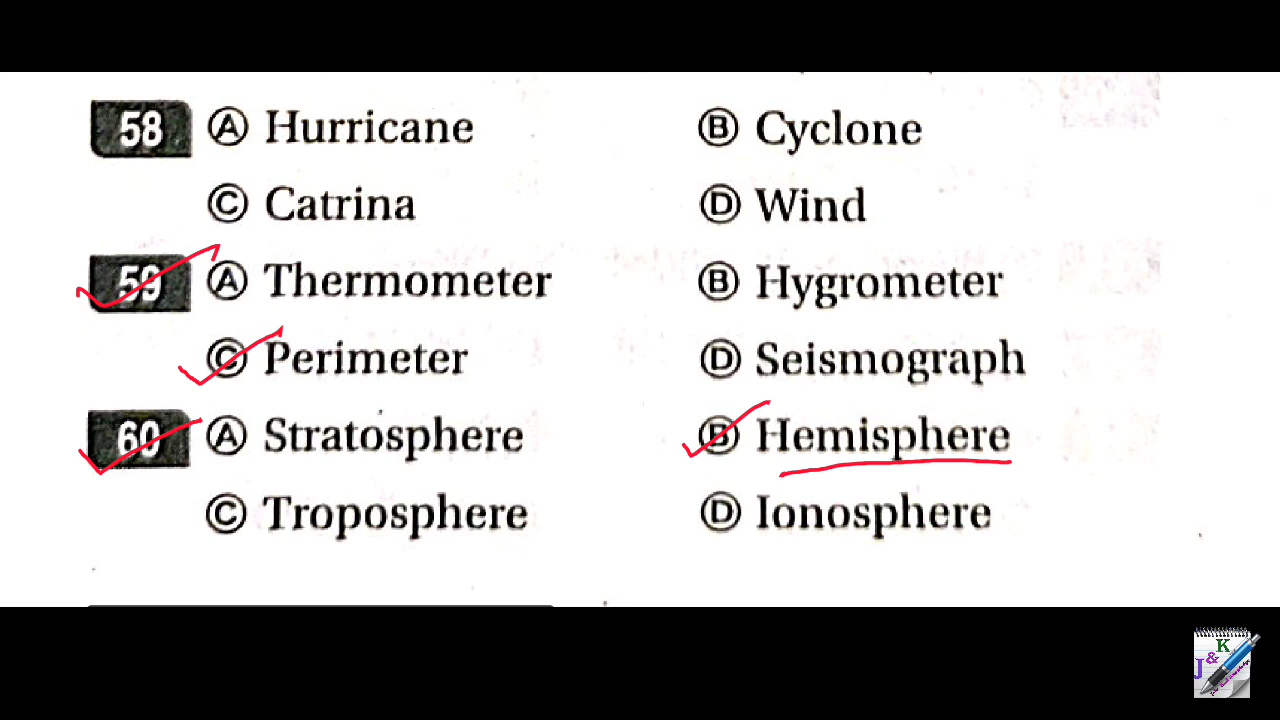 58 Ⓐ Hurricane Ⓑ Cyclone
Ⓒ Catrina Ⓓ Wind
59 Ⓐ Thermometer Ⓑ Hygrometer
Ⓒ Perimeter Ⓓ Seismograph
60 Ⓐ Stratosphere Ⓑ Hemisphere
Ⓒ Troposphere Ⓓ Ionosphere
J&K